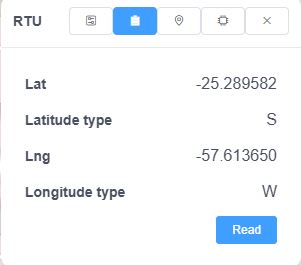 RTU
Lat -25.289582
Latitude type S
Lng -57.613650
Longitude type W
Read